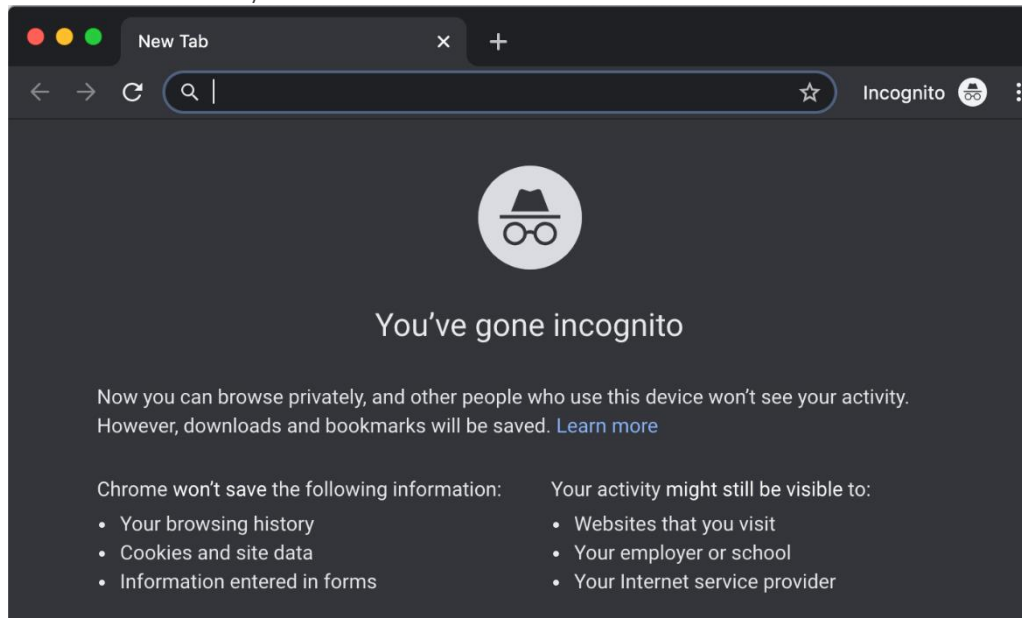 New Tab
Incognito
You've gone incognito
Now you can browse privately, and other people who use this device won't see your activity.
However, downloads and bookmarks will be saved. Learn more
Chrome won't save the following information:
• Your browsing history
• Cookies and site data
• Information entered in forms
Your activity might still be visible to:
• Websites that you visit
• Your employer or school
• Your Internet service provider